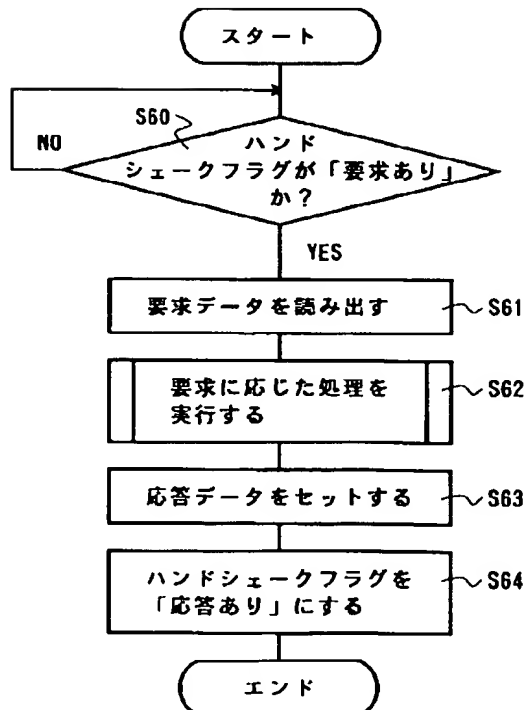 スタート
S60
NO
ハンド
シェークフラグが「要求あり」
か?
YES
要求データを読み出す
S61
要求に応じた処理を
実行する
S62
応答データをセットする
S63
ハンドシェークフラグを
「応答あり」にする
S64
エンド